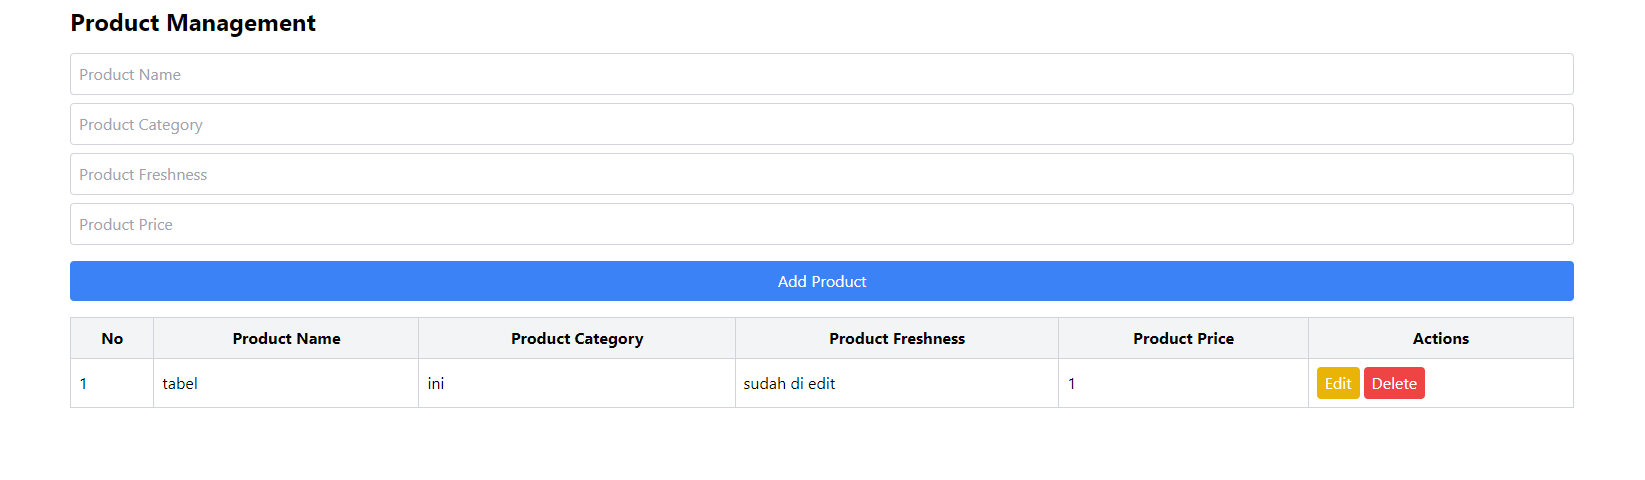 Product Management
Product Name
Product Category
Product Freshness
Product Price
Add Product
No Product Name Product Category Product Freshness Product Price Actions
1 tabel ini sudah di edit 1 Edit Delete